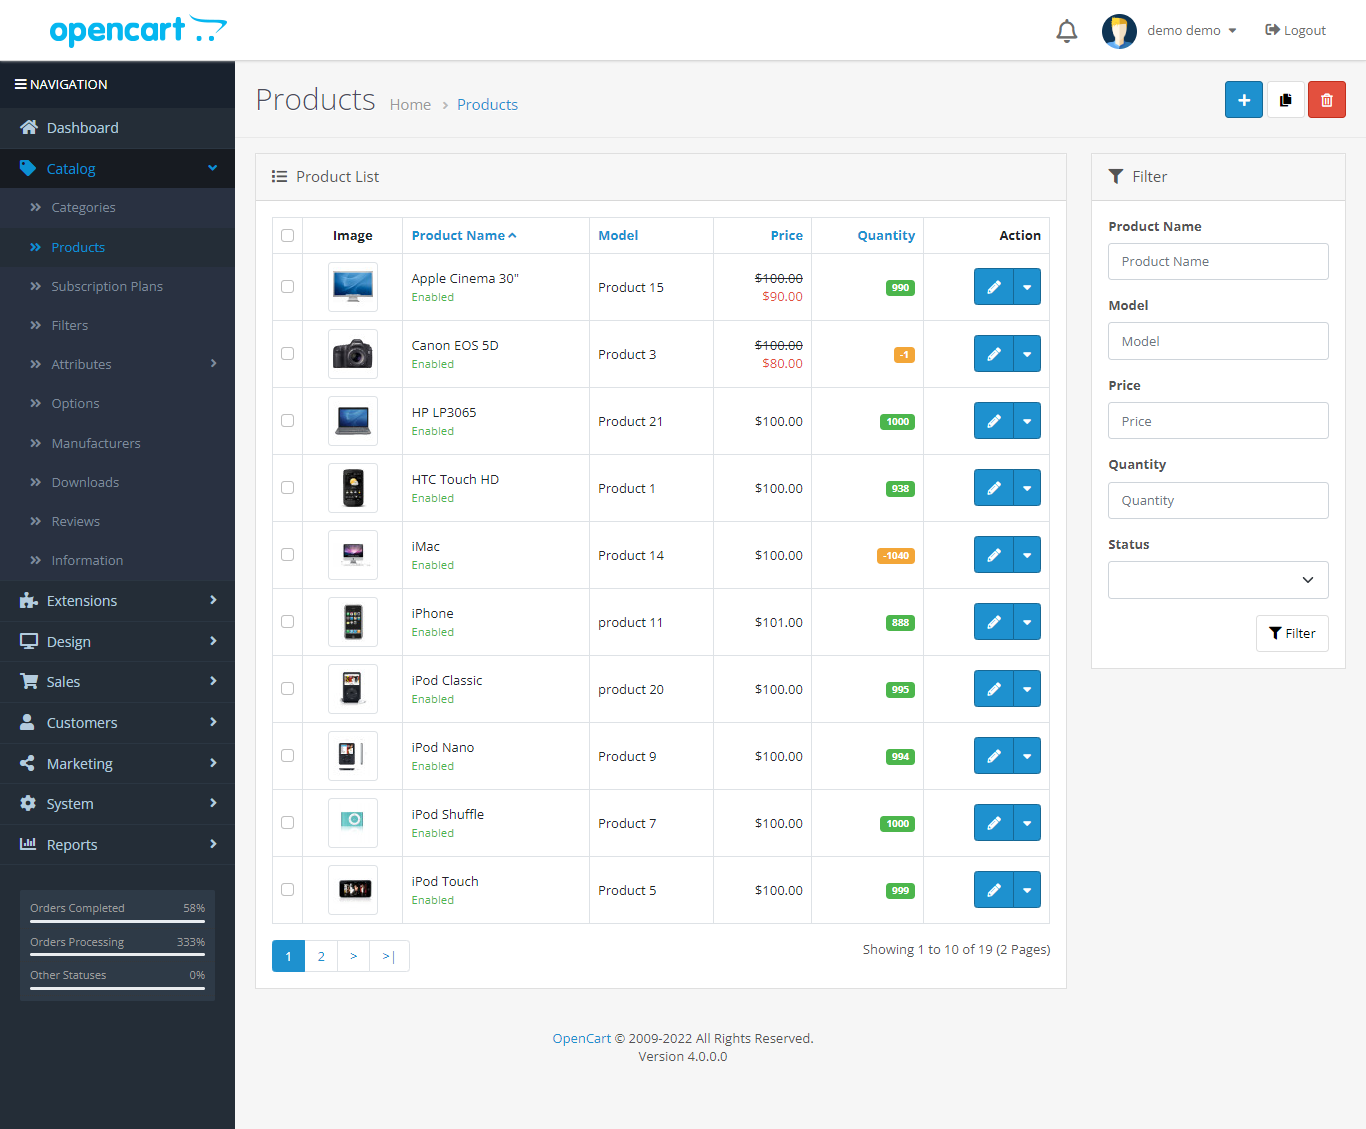 opencart
demo demo
Logout
NAVIGATION
Dashboard
Catalog
Categories
Products
Subscription Plans
Filters
Attributes
Options
Manufacturers
Downloads
Reviews
Information
Extensions
Design
Sales
Customers
Marketing
System
Reports
Orders Completed 58%
Orders Processing 333%
Other Statuses 0%
Products Home > Products
Product List
Image Product Name Model Price Quantity Action
Apple Cinema 30"
Enabled
Product 15
$100.00
$90.00
990
Canon EOS 5D
Enabled
Product 3
$100.00
$80.00
-1
HP LP3065
Enabled
Product 21
$100.00
1000
HTC Touch HD
Enabled
Product 1
$100.00
938
iMac
Enabled
Product 14
$100.00
-1040
iPhone
Enabled
product 11
$101.00
888
iPod Classic
Enabled
product 20
$100.00
995
iPod Nano
Enabled
Product 9
$100.00
994
iPod Shuffle
Enabled
Product 7
$100.00
1000
iPod Touch
Enabled
Product 5
$100.00
999
1 2 > >|
Showing 1 to 10 of 19 (2 Pages)
Filter
Product Name
Product Name
Model
Model
Price
Price
Quantity
Quantity
Status
Filter
OpenCart © 2009-2022 All Rights Reserved.
Version 4.0.0.0